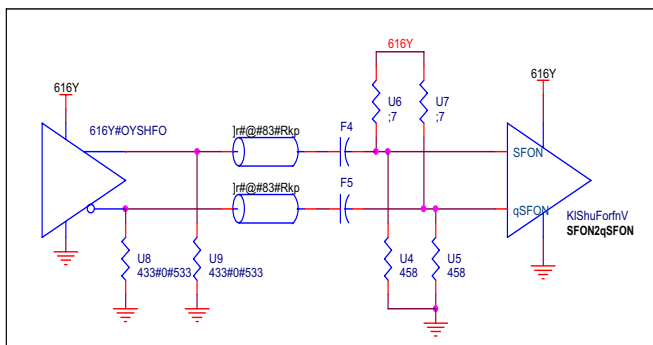 616Y
616Y
616Y
616Y#OYSHFO
]r#@#83#Rkp
F4
U6
;7
U7
;7
SFON
]r#@#83#Rkp
F5
qSFON
KIShuForfnV
SFON2qSFON
U8
433#0#533
U9
433#0#533
U4
458
U5
458